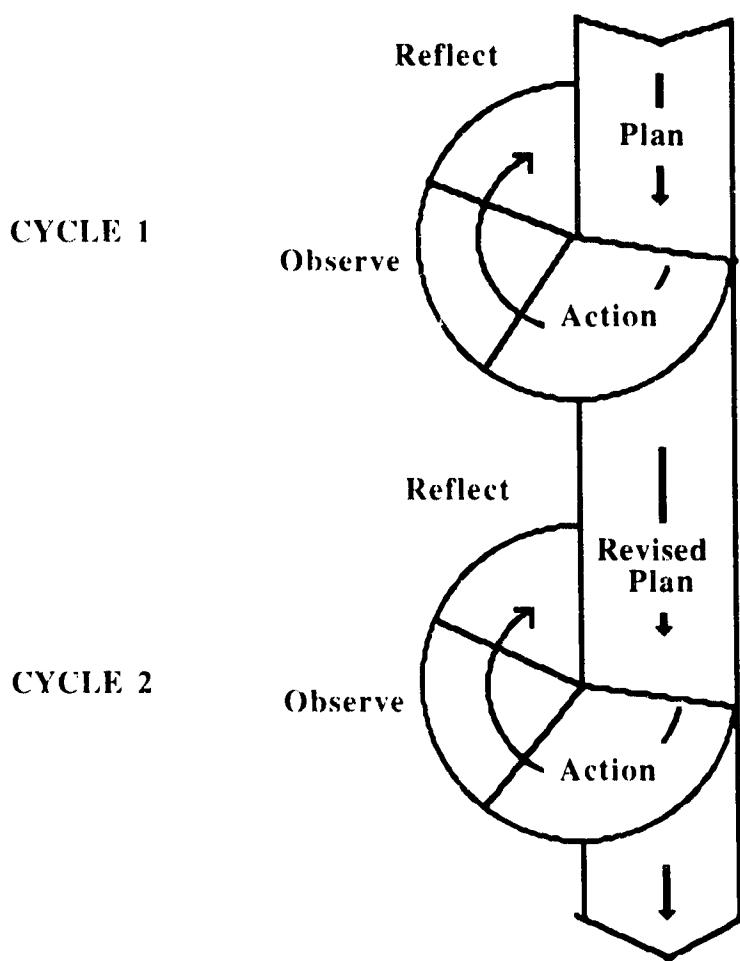 Reflect
Plan
CYCLE 1
Observe
Action
Reflect
Revised
Plan
CYCLE 2
Observe
Action